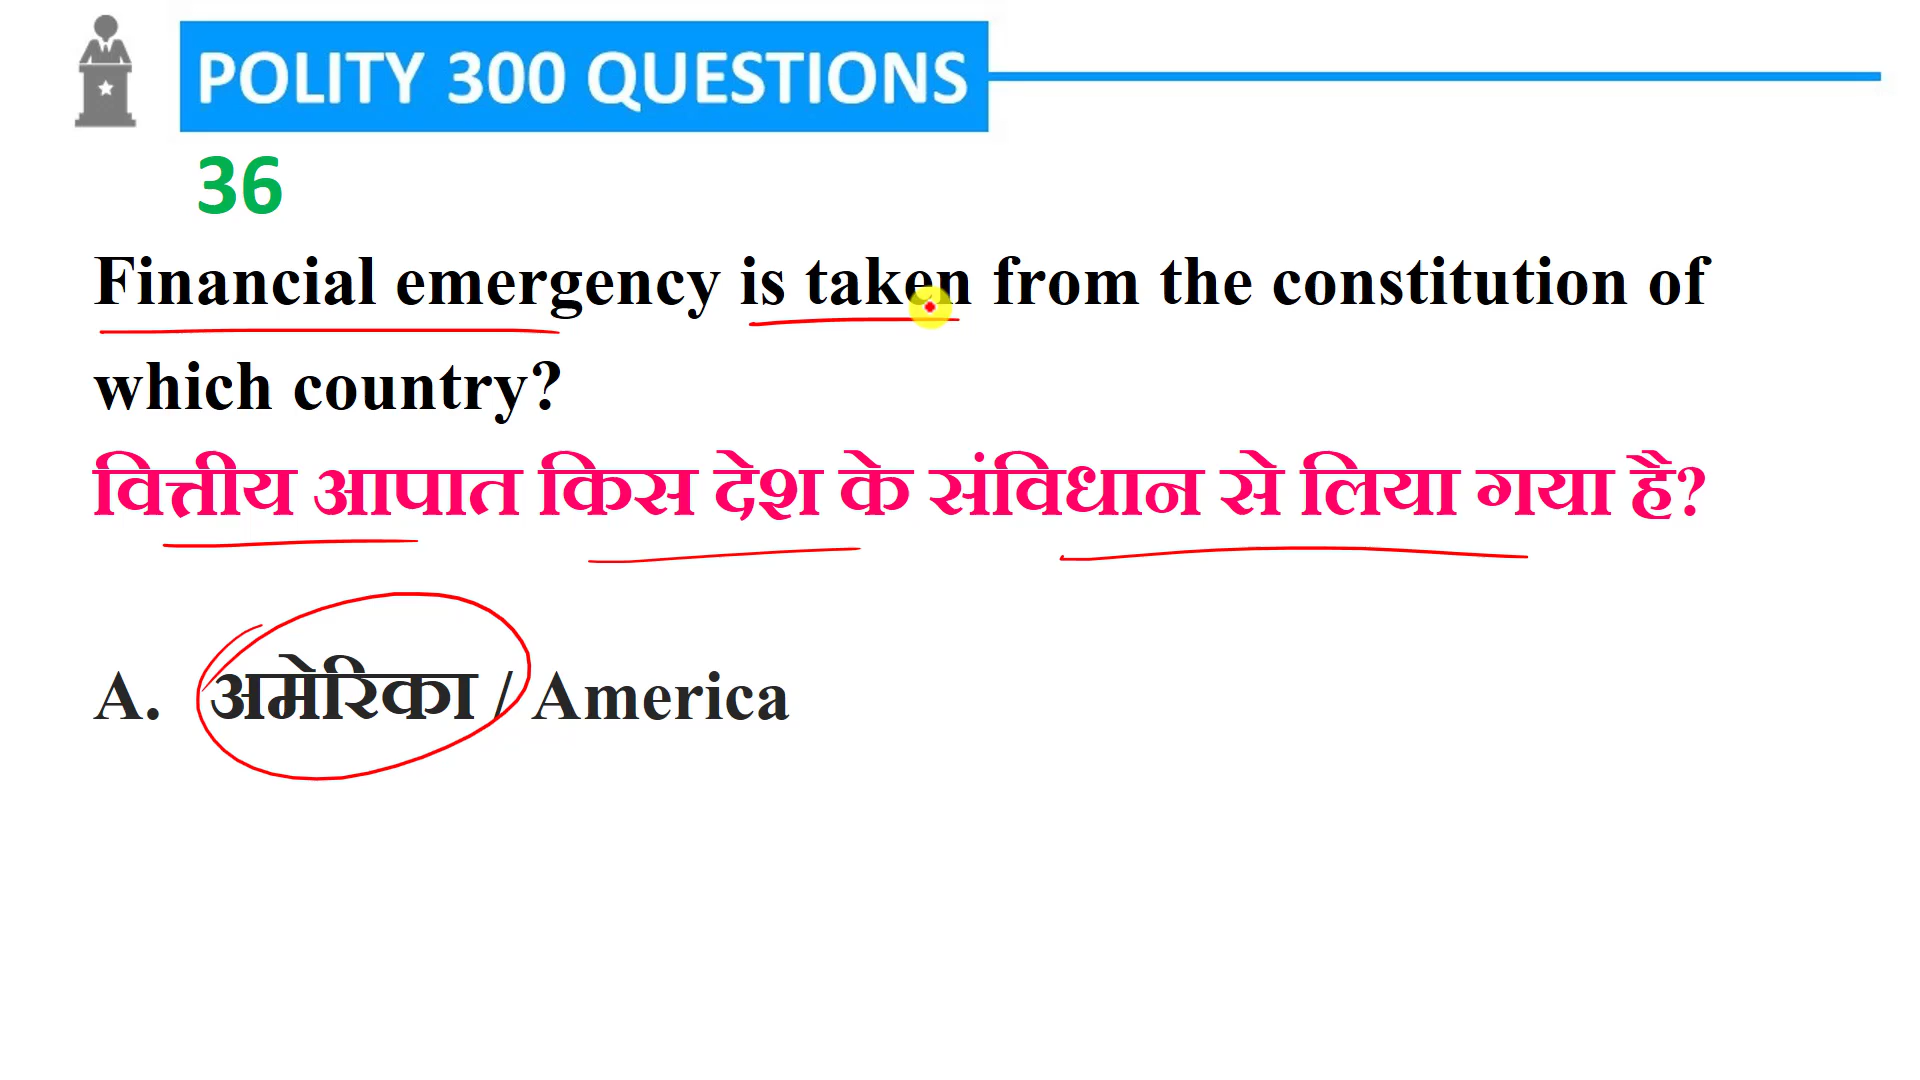 POLITY 300 QUESTIONS
36
Financial emergency is taken from the constitution of
which country?
वित्तीय आपात किस देश के संविधान से लिया गया है?
A. अमेरिका / America